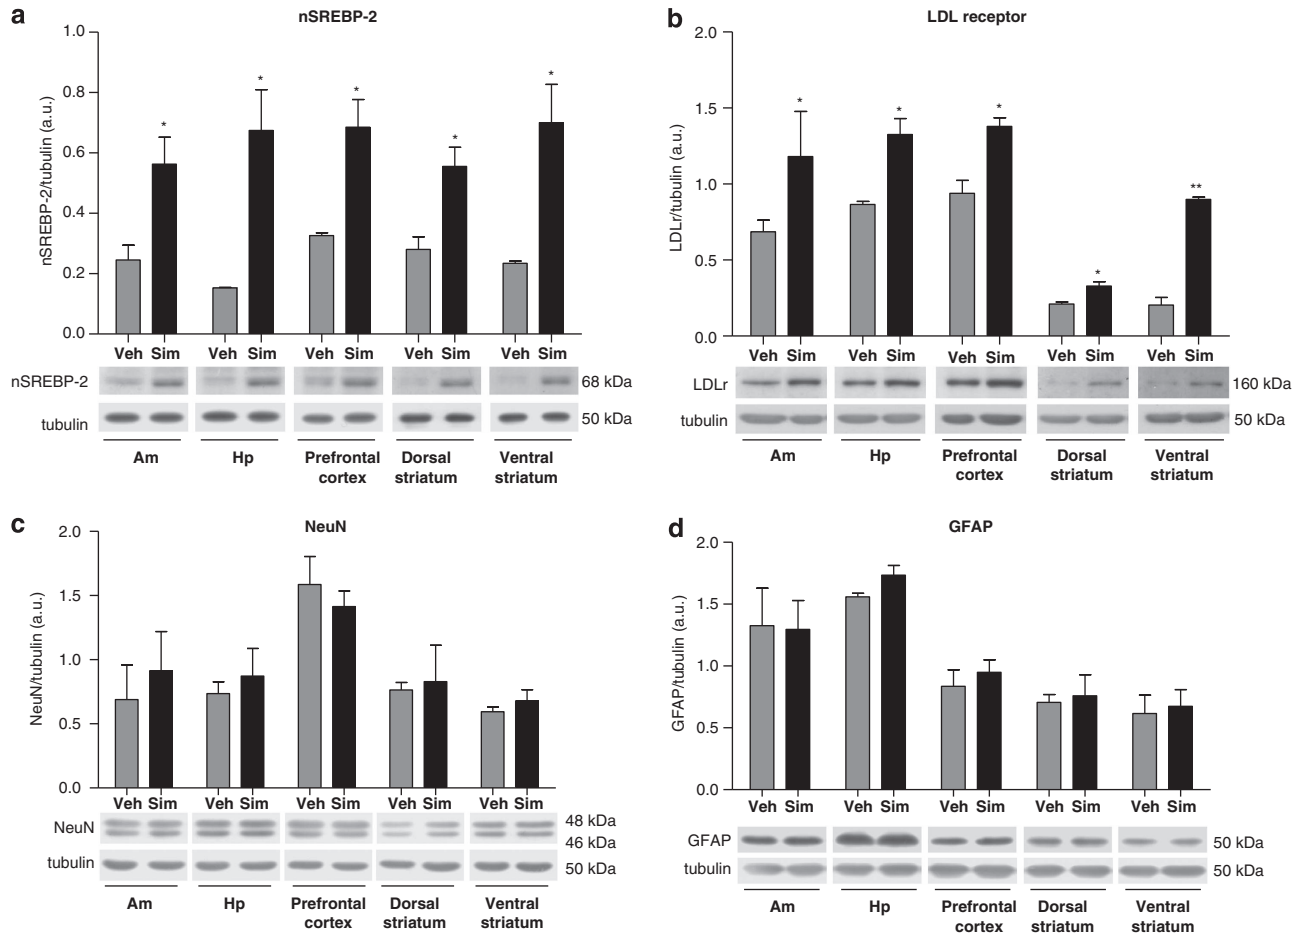 a
nSREBP-2
nSREBP-2/tubulin (a.u.)
1.0
0.8
0.6
0.4
0.2
0.0
* * * * *
Veh Sim Veh Sim Veh Sim Veh Sim Veh Sim
nSREBP-2 68 kDa
tubulin 50 kDa
Am Hp Prefrontal cortex Dorsal striatum Ventral striatum
b
LDL receptor
LDLr/tubulin (a.u.)
2.0
1.5
1.0
0.5
0.0
* * * * **
Veh Sim Veh Sim Veh Sim Veh Sim Veh Sim
LDLr 160 kDa
tubulin 50 kDa
Am Hp Prefrontal cortex Dorsal striatum Ventral striatum
c
NeuN
NeuN/tubulin (a.u.)
2.0
1.5
1.0
0.5
0.0
Veh Sim Veh Sim Veh Sim Veh Sim Veh Sim
NeuN 48 kDa
46 kDa
tubulin 50 kDa
Am Hp Prefrontal cortex Dorsal striatum Ventral striatum
d
GFAP
GFAP/tubulin (a.u.)
2.0
1.5
1.0
0.5
0.0
Veh Sim Veh Sim Veh Sim Veh Sim Veh Sim
GFAP 50 kDa
tubulin 50 kDa
Am Hp Prefrontal cortex Dorsal striatum Ventral striatum